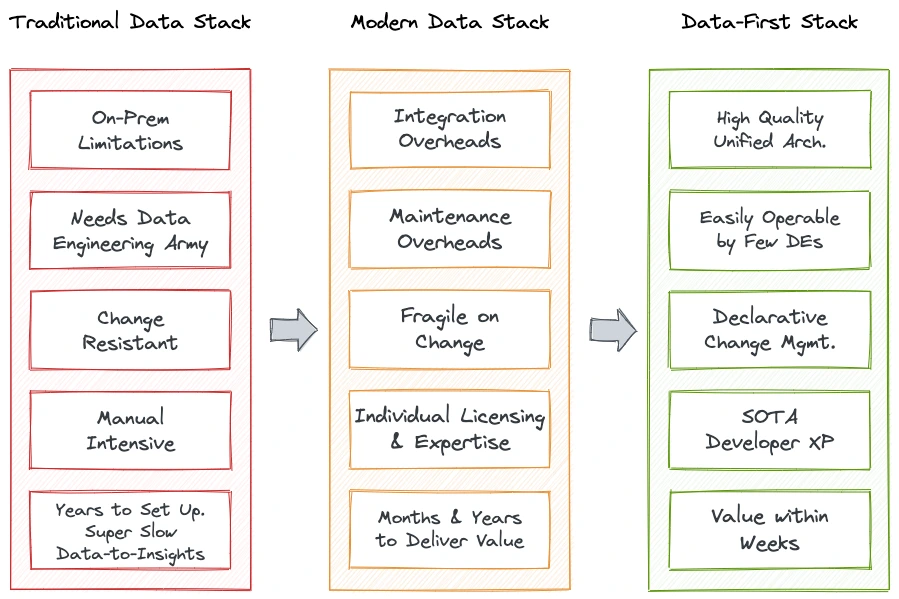 Traditional Data Stack
Modern Data Stack
Data-First Stack
On-Prem
Limitations
Needs Data
Engineering Army
Change
Resistant
Manual
Intensive
Years to Set Up.
Super Slow
Data-to-Insights
Integration
Overheads
Maintenance
Overheads
Fragile on
Change
Individual Licensing
& Expertise
Months & Years
to Deliver Value
High Quality
Unified Arch.
Easily Operable
by Few DEs
Declarative
Change Mgmt.
SOTA
Developer XP
Value within
Weeks